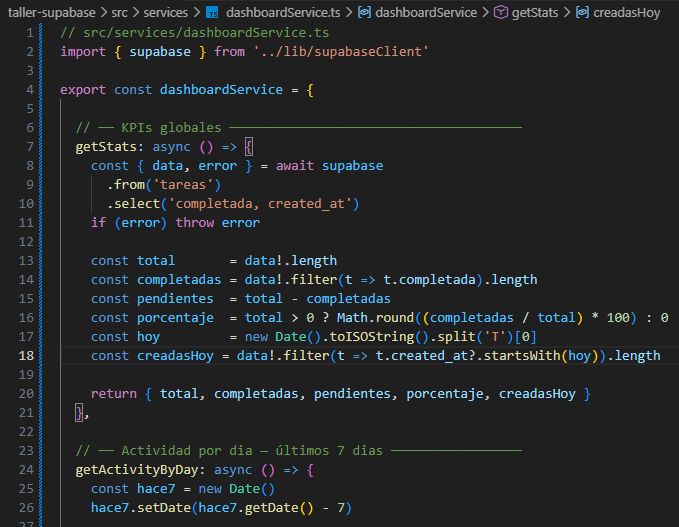 taller-supabase > src > services > TS dashboardService.ts > dashboardService > getStats > creadasHoy
1 // src/services/dashboardService.ts
2 import { supabase } from '../lib/supabaseClient'
3
4 export const dashboardService = {
5
6 // —— KPIs globales ——————————————————————————————————————
7 getStats: async () => {
8 const { data, error } = await supabase
9 .from('tareas')
10 .select('completada, created_at')
11 if (error) throw error
12
13 const total = data!.length
14 const completadas = data!.filter(t => t.completada).length
15 const pendientes = total - completadas
16 const porcentaje = total > 0 ? Math.round((completadas / total) * 100) : 0
17 const hoy = new Date().toISOString().split('T')[0]
18 const creadasHoy = data!.filter(t => t.created_at?.startsWith(hoy)).length
19
20 return { total, completadas, pendientes, porcentaje, creadasHoy }
21 },
22
23 // —— Actividad por dia — últimos 7 dias —————————————————
24 getActivityByDay: async () => {
25 const hace7 = new Date()
26 hace7.setDate(hace7.getDate() - 7)
27